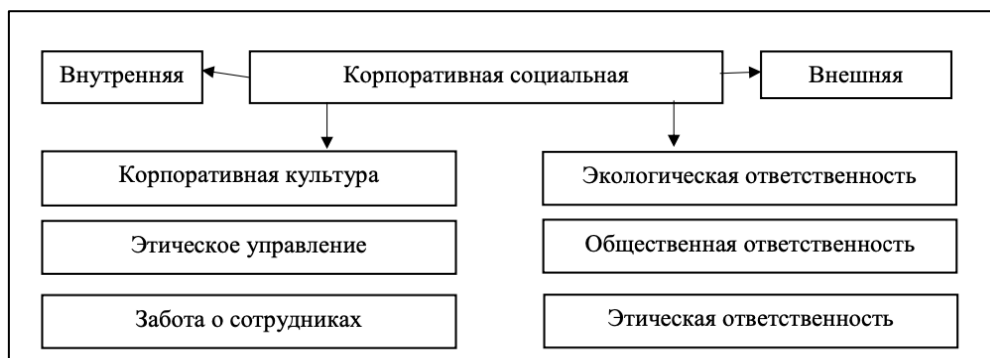 Внутренняя
Корпоративная социальная
Внешняя
Корпоративная культура
Экологическая ответственность
Этическое управление
Общественная ответственность
Забота о сотрудниках
Этическая ответственность